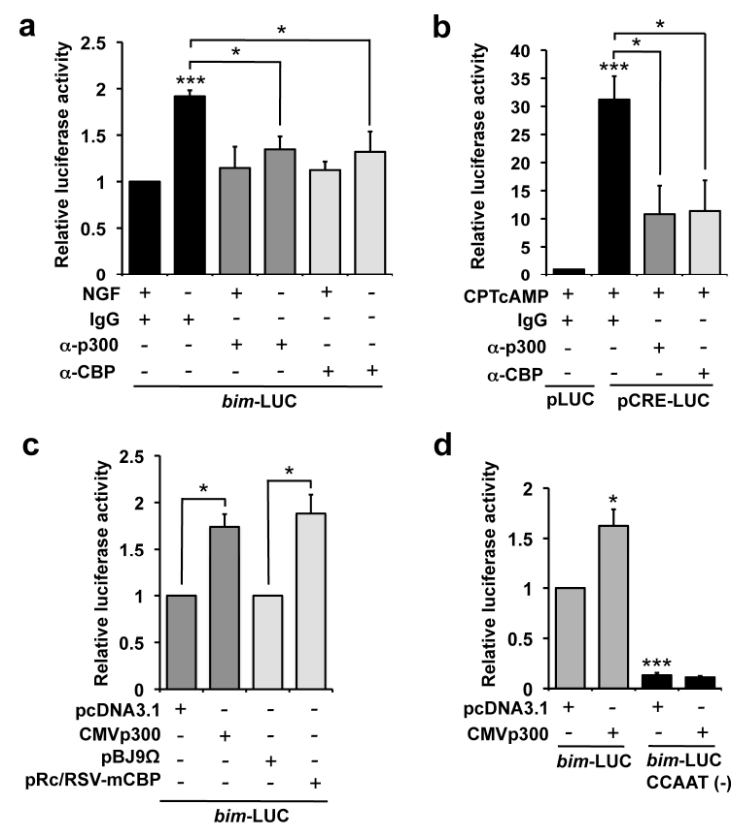 a
Relative luciferase activity
2.5
2
1.5
1
0.5
0
***
*
*
NGF + - + - + -
IgG + + - - - -
α-p300 - - + + - -
α-CBP - - - - + +
bim-LUC
b
Relative luciferase activity
40
35
30
25
20
15
10
5
0
***
*
*
CPTcAMP + + + +
IgG + + - -
α-p300 - - + -
α-CBP - - - +
pLUC pCRE-LUC
c
Relative luciferase activity
2.5
2
1.5
1
0.5
0
*
*
pcDNA3.1 + - - -
CMVp300 - + - -
pBJ9Ω - - + -
pRc/RSV-mCBP - - - +
bim-LUC
d
Relative luciferase activity
2
1.5
1
0.5
0
*
***
pcDNA3.1 + - + -
CMVp300 - + - +
bim-LUC bim-LUC
CCAAT (-)